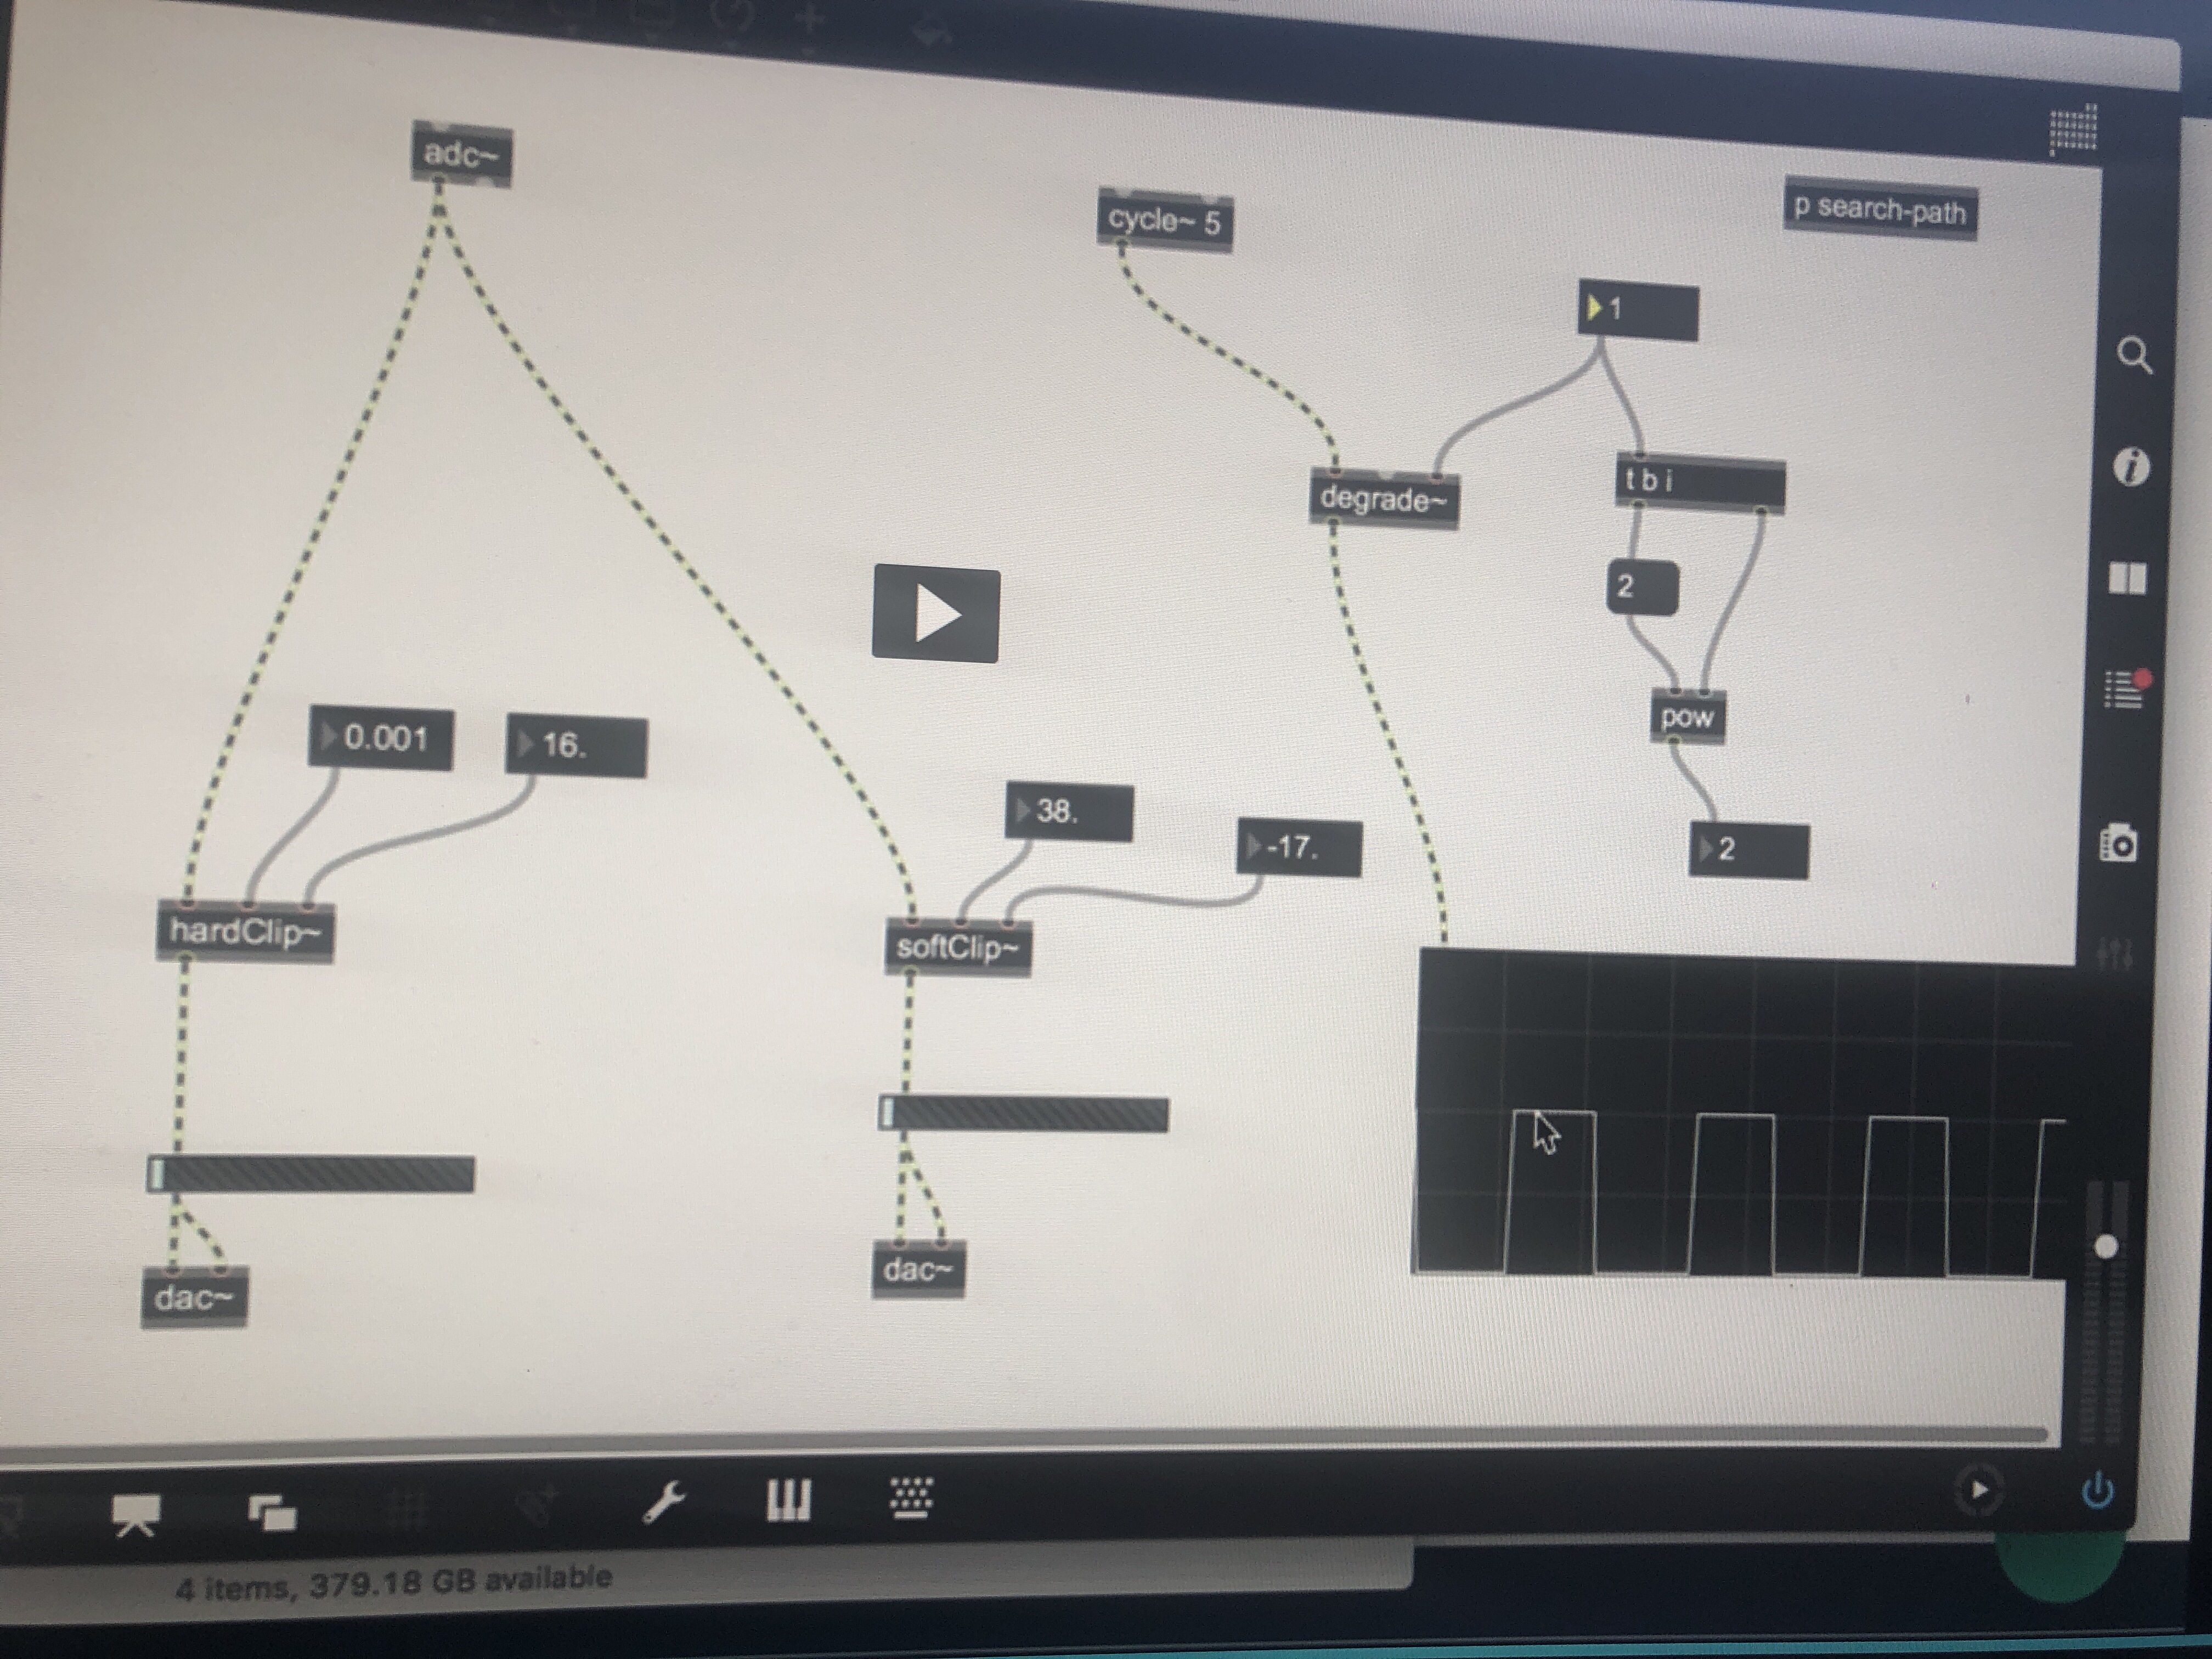 adc~
cycle~ 5
p search-path
1
degrade~
t b i
2
pow
2
0.001
16.
38.
-17.
hardClip~
softClip~
dac~
dac~
4 items, 379.18 GB available